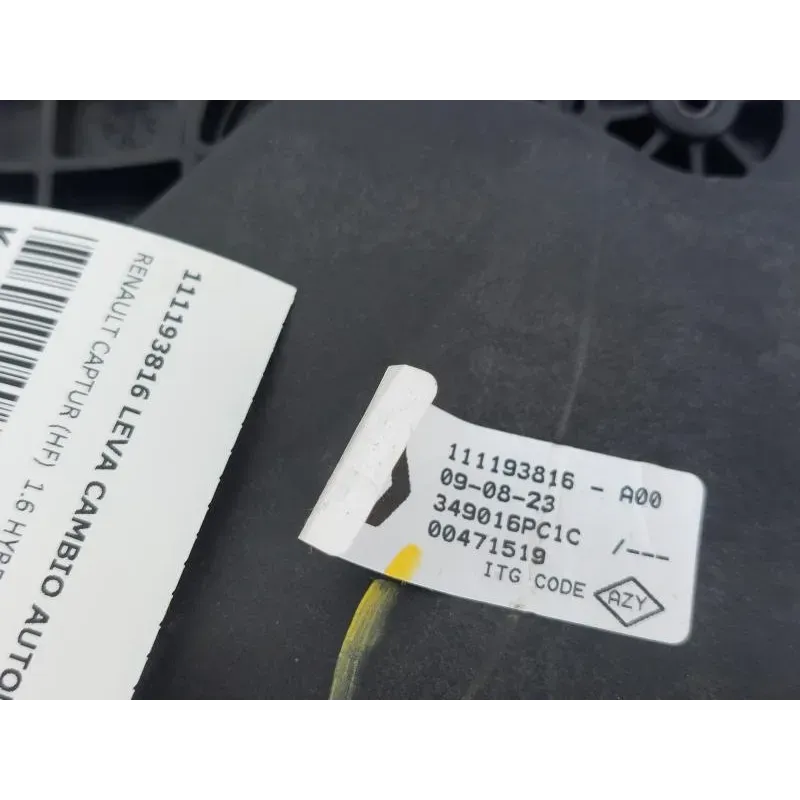 111193816 LEVA CAMBIO AUTO
RENAULT CAPTUR (HF) 1.6 HYB
111193816 - A00
09-08-23
349016PC1C /---
00471519
ITG CODE AZY